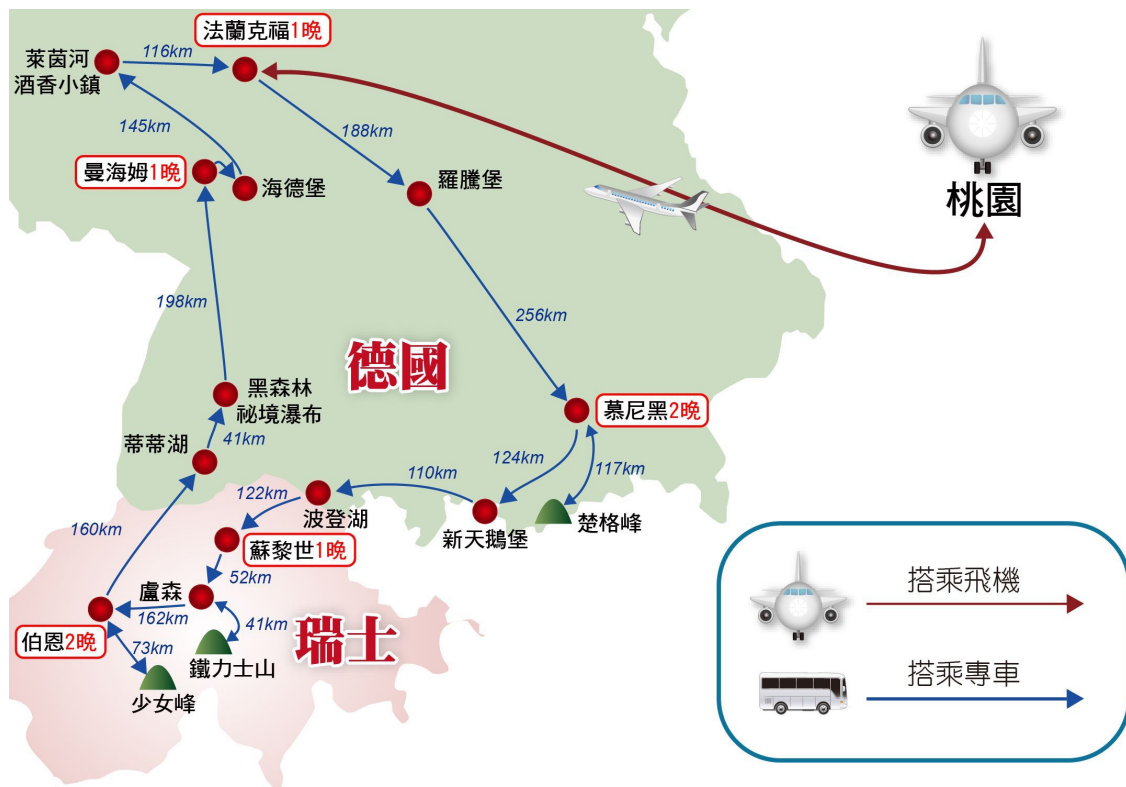 法蘭克福1晚
萊茵河
酒香小鎮
116km
145km
188km
曼海姆1晚
海德堡
羅騰堡
桃園
198km
256km
德國
黑森林
祕境瀑布
慕尼黑2晚
蒂蒂湖
41km
124km
117km
110km
122km
波登湖
新天鵝堡
楚格峰
160km
蘇黎世1晚
52km
盧森
162km
41km
瑞士
伯恩2晚
73km
鐵力士山
少女峰
搭乘飛機
搭乘專車